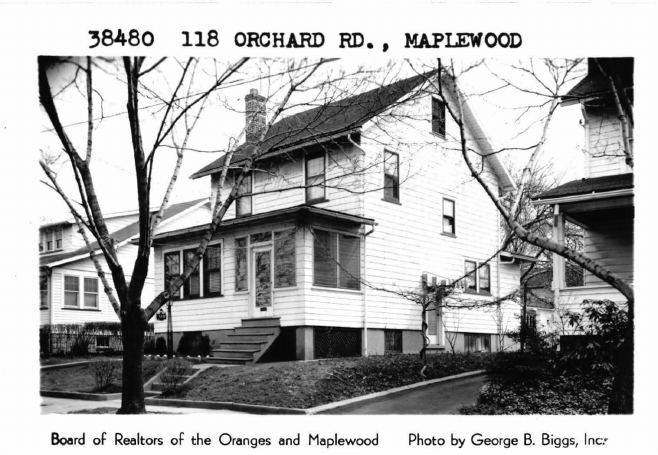 38480 118 ORCHARD RD., MAPLEWOOD
Board of Realtors of the Oranges and Maplewood Photo by George B. Biggs, Inc.